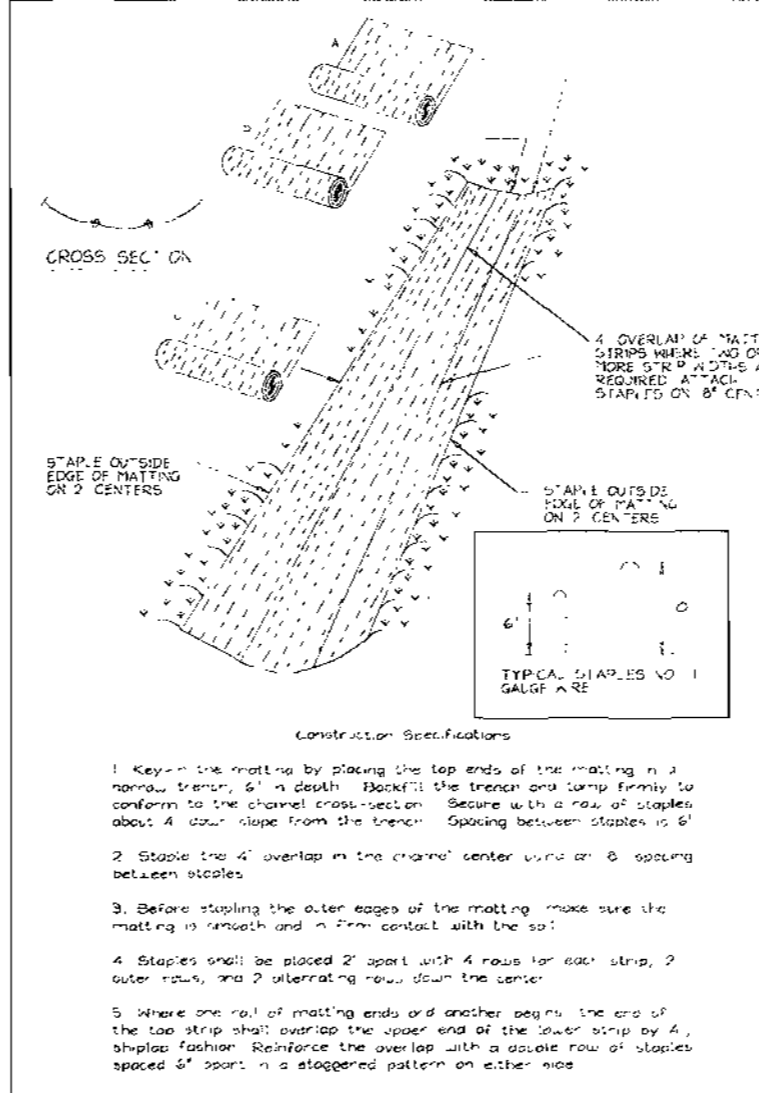 A
CROSS SECTION
4" OVERLAP OF MATT
STRIPS WHERE TWO OR
MORE STRIP WIDTHS A
REQUIRED ATTACH
STAPLES ON 8" CEN
STAPLE OUTSIDE
EDGE OF MATTING
ON 2 CENTERS
STAPLE OUTSIDE
EDGE OF MATTING
ON 2 CENTERS
6"
TYPICAL STAPLES NO 1
GAUGE WIRE
Construction Specifications
1 Key-in the matting by placing the top ends of the matting in a
narrow trench, 6" in depth Backfill the trench and tamp firmly to
conform to the channel cross-section Secure with a row of staples
about 4" down slope from the trench Spacing between staples is 6"
2 Staple the 4" overlap in the channel center using an 8" spacing
between staples
3. Before stapling the outer edges of the matting make sure the
matting is smooth and in firm contact with the soil
4 Staples shall be placed 2' apart with 4 rows for each strip, 2
outer rows, and 2 alternating rows down the center
5 Where one roll of matting ends and another begins the end of
the top strip shall overlap the upper end of the lower strip by 4",
shiplap fashion Reinforce the overlap with a double row of staples
spaced 6" apart in a staggered pattern on either side